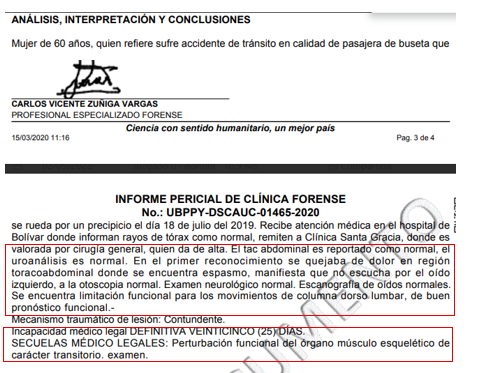 ANÁLISIS, INTERPRETACIÓN Y CONCLUSIONES
Mujer de 60 años, quien refiere sufre accidente de tránsito en calidad de pasajera de buseta que
CARLOS VICENTE ZUÑIGA VARGAS
PROFESIONAL ESPECIALIZADO FORENSE
Ciencia con sentido humanitario, un mejor país
15/03/2020 11:16
Pag. 3 de 4
INFORME PERICIAL DE CLÍNICA FORENSE
No.: UBPPY-DSCAUC-01465-2020
se rueda por un precipicio el día 18 de julio del 2019. Recibe atención médica en el hospital de
Bolívar donde informan rayos de tórax como normal, remiten a Clínica Santa Gracia, donde es
valorada por cirugía general, quien da de alta. El tac abdominal es reportado como normal, el
uroanálisis es normal. En el primer reconocimiento se quejaba de dolor en región
toracoabdominal donde se encuentra espasmo, manifiesta que no escucha por el oído
izquierdo, a la otoscopia normal. Examen neurológico normal. Escanografía de oídos normales.
Se encuentra limitación funcional para los movimientos de columna dorso lumbar, de buen
pronóstico funcional.-
Mecanismo traumático de lesión: Contundente.
Incapacidad médico legal DEFINITIVA VEINTICINCO (25) DÍAS.
SECUELAS MÉDICO LEGALES: Perturbación funcional del órgano músculo esquelético de
carácter transitorio. examen.